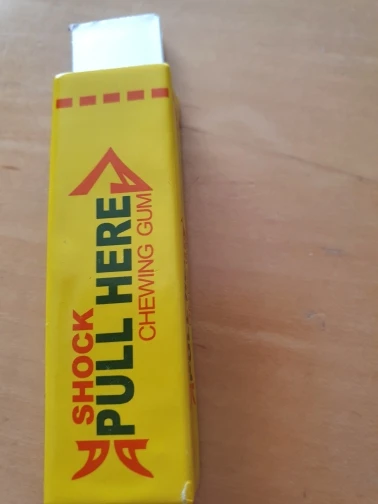 SHOCK
PULL HERE
CHEWING GUM